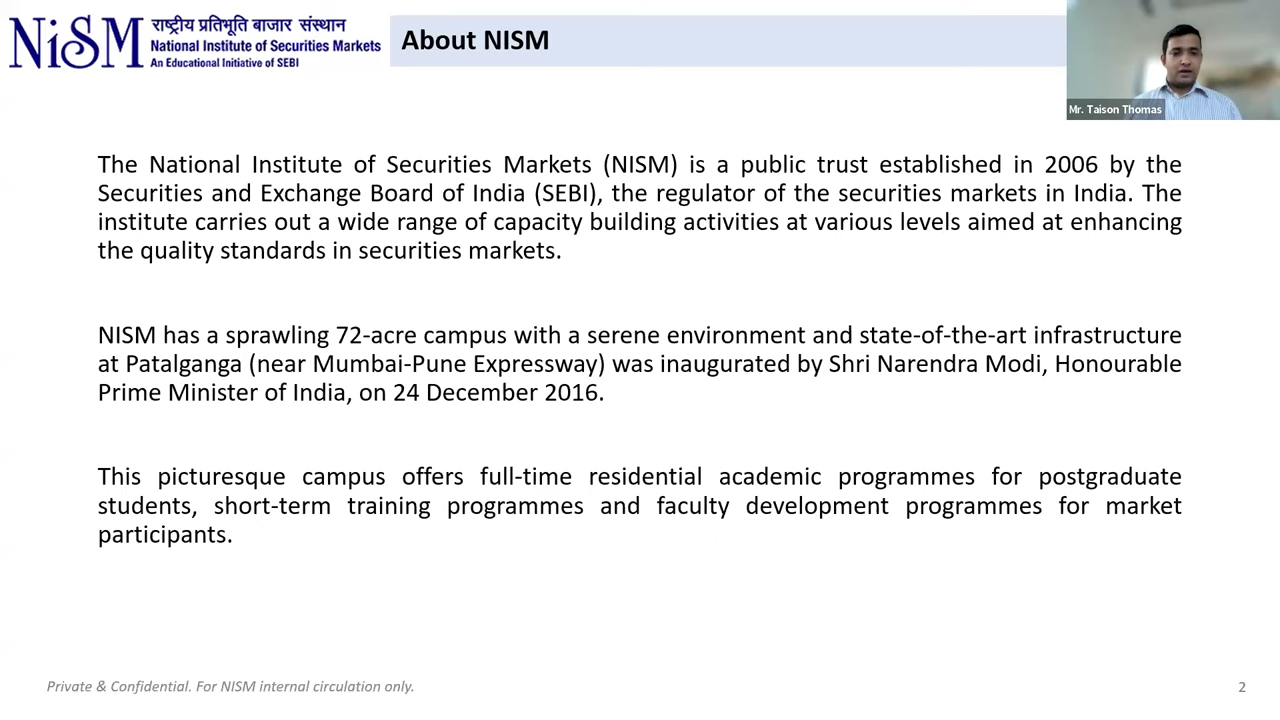 NiSM
राष्ट्रीय प्रतिभूति बाजार संस्थान
National Institute of Securities Markets
An Educational Initiative of SEBI
About NISM
Mr. Taison Thomas
The National Institute of Securities Markets (NISM) is a public trust established in 2006 by the
Securities and Exchange Board of India (SEBI), the regulator of the securities markets in India. The
institute carries out a wide range of capacity building activities at various levels aimed at enhancing
the quality standards in securities markets.
NISM has a sprawling 72-acre campus with a serene environment and state-of-the-art infrastructure
at Patalganga (near Mumbai-Pune Expressway) was inaugurated by Shri Narendra Modi, Honourable
Prime Minister of India, on 24 December 2016.
This picturesque campus offers full-time residential academic programmes for postgraduate
students, short-term training programmes and faculty development programmes for market
participants.
Private & Confidential. For NISM internal circulation only.
2